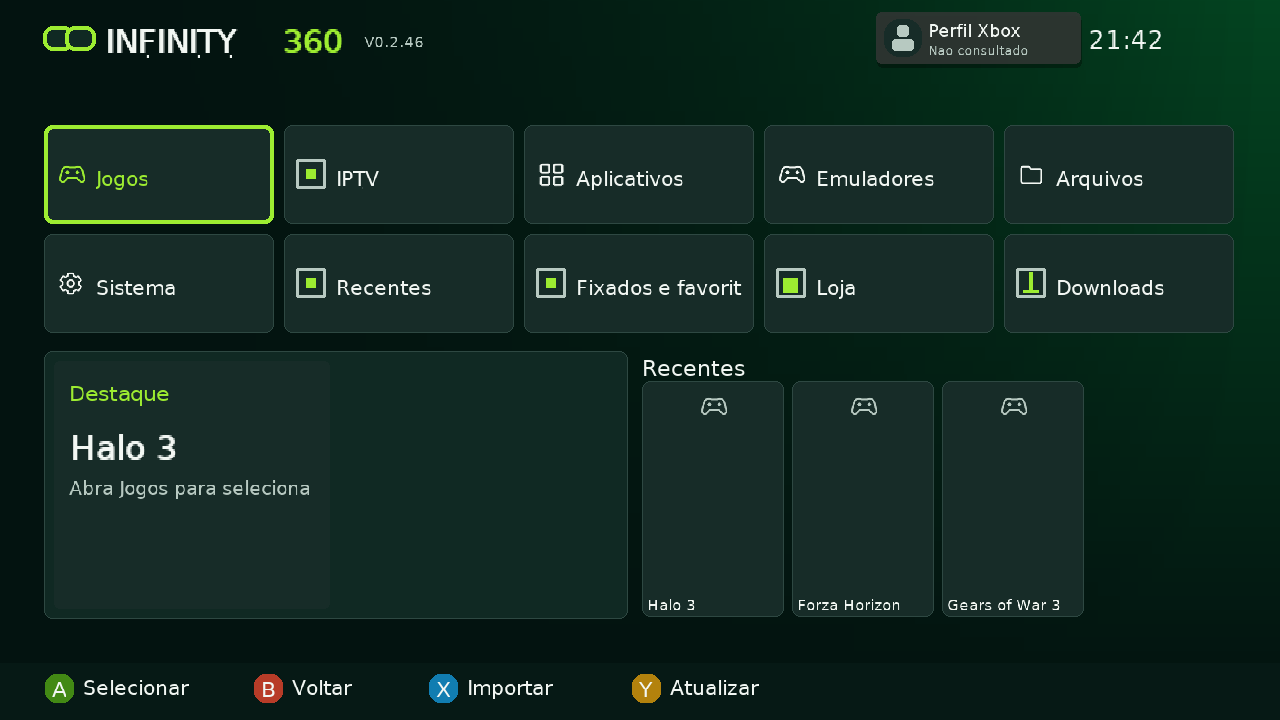 INFINITY 360 V0.2.46
Perfil Xbox
Nao consultado
21:42
Jogos
IPTV
Aplicativos
Emuladores
Arquivos
Sistema
Recentes
Fixados e favorit
Loja
Downloads
Destaque
Halo 3
Abra Jogos para seleciona
Recentes
Halo 3
Forza Horizon
Gears of War 3
A Selecionar
B Voltar
X Importar
Y Atualizar